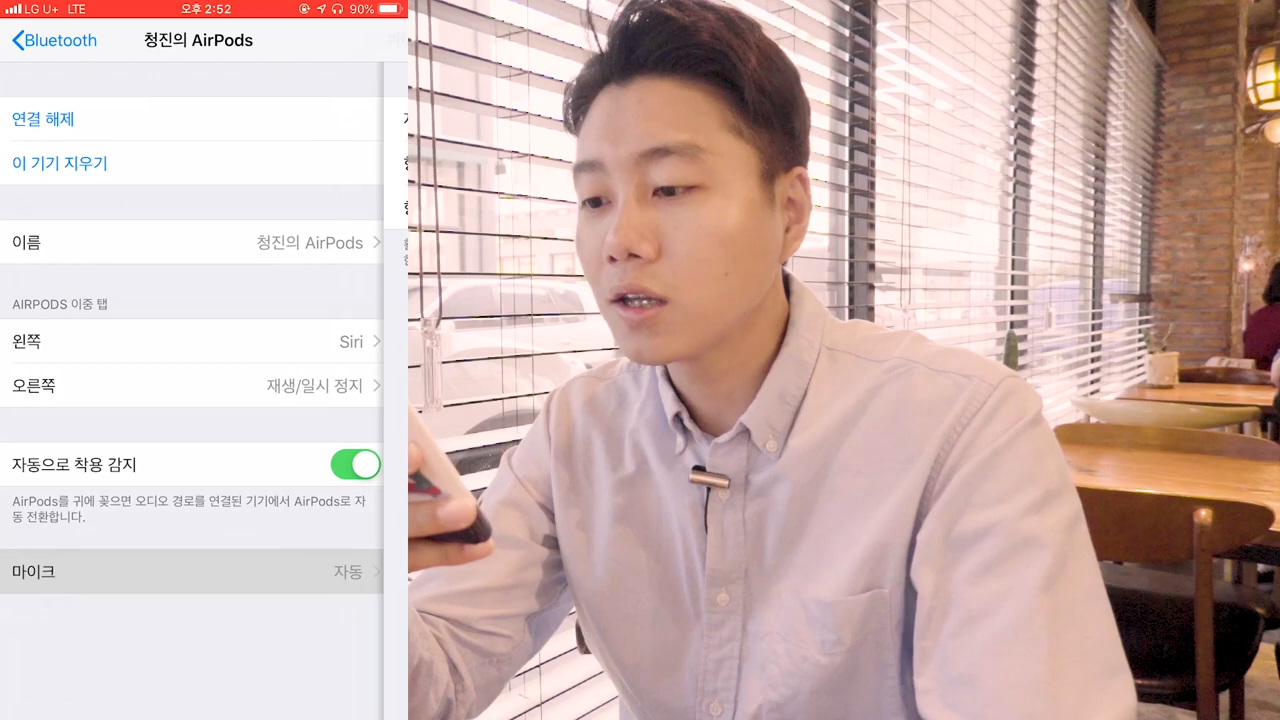 LG U+ LTE 오후 2:52 90%
Bluetooth 청진의 AirPods
연결 해제
이 기기 지우기
이름 청진의 AirPods
AIRPODS 이중 탭
왼쪽 Siri
오른쪽 재생/일시 정지
자동으로 착용 감지
AirPods를 귀에 꽂으면 오디오 경로를 연결된 기기에서 AirPods로 자
동 전환합니다.
마이크 자동